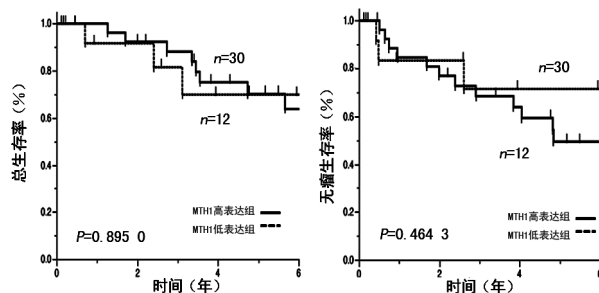 总生存率（%）
1.0
0.8
0.6
0.4
0.2
0.0
n=30
n=12
MTH1高表达组
MTH1低表达组
P=0.895 0
0
2
4
6
时间（年）
无瘤生存率（%）
1.0
0.8
0.6
0.4
0.2
0.0
n=30
n=12
MTH1高表达组
MTH1低表达组
P=0.464 3
0
2
4
6
时间（年）